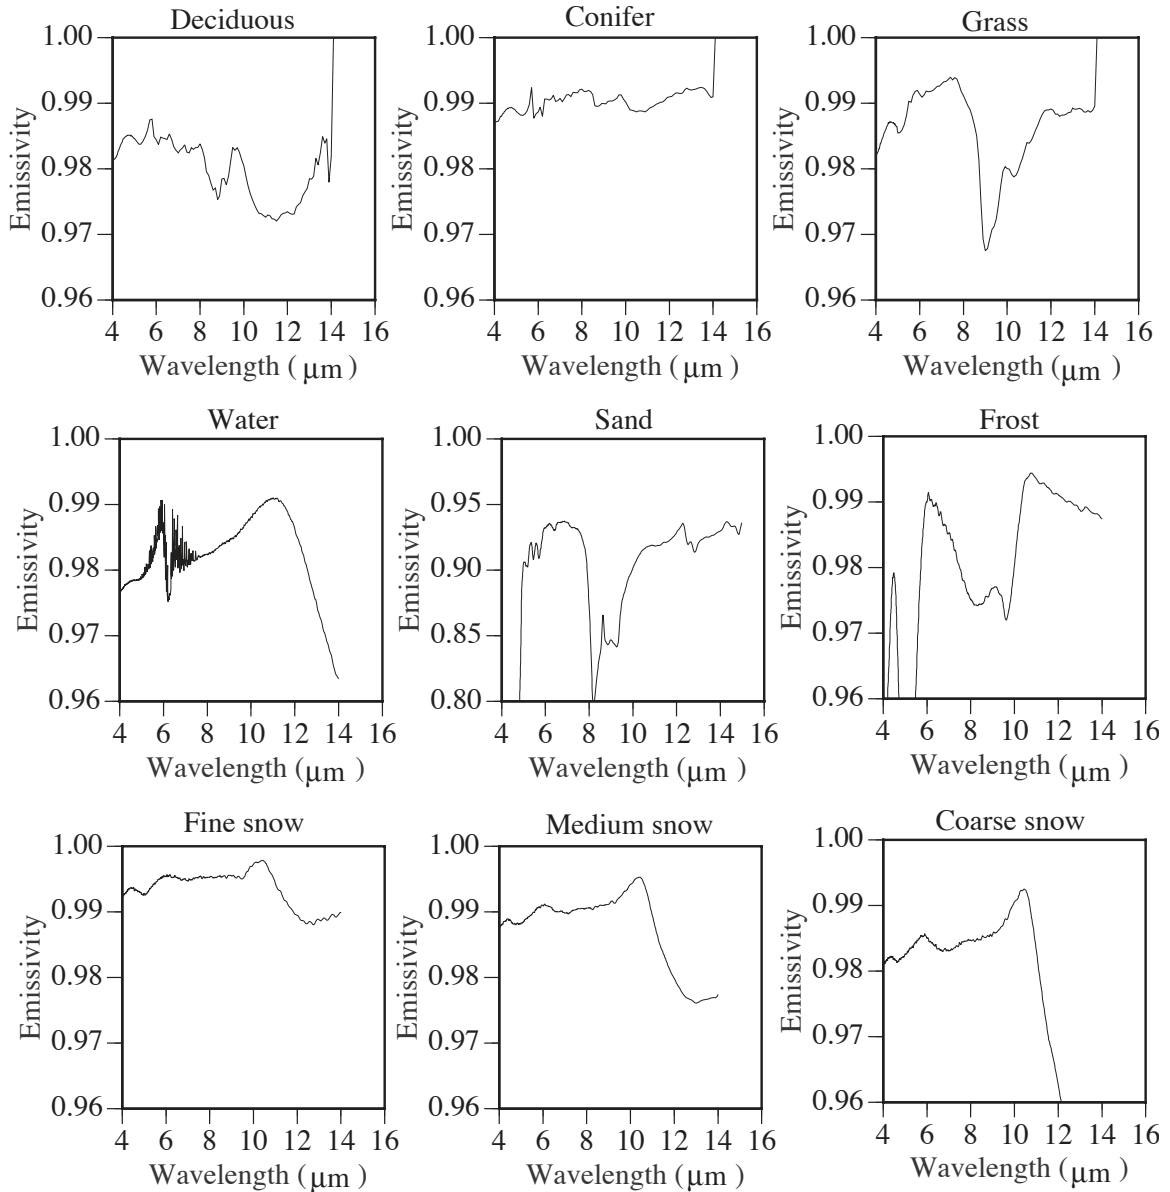 Deciduous
1.00
0.99
0.98
0.97
0.96
Emissivity
4 6 8 10 12 14 16
Wavelength ( μm )
Conifer
1.00
0.99
0.98
0.97
0.96
Emissivity
4 6 8 10 12 14 16
Wavelength ( μm )
Grass
1.00
0.99
0.98
0.97
0.96
Emissivity
4 6 8 10 12 14 16
Wavelength (μm )
Water
1.00
0.99
0.98
0.97
0.96
Emissivity
4 6 8 10 12 14 16
Wavelength (μm )
Sand
1.00
0.95
0.90
0.85
0.80
Emissivity
4 6 8 10 12 14 16
Wavelength (μm )
Frost
1.00
0.99
0.98
0.97
0.96
Emissivity
4 6 8 10 12 14 16
Wavelength (μm )
Fine snow
1.00
0.99
0.98
0.97
0.96
Emissivity
4 6 8 10 12 14 16
Wavelength (μm )
Medium snow
1.00
0.99
0.98
0.97
0.96
Emissivity
4 6 8 10 12 14 16
Wavelength (μm )
Coarse snow
1.00
0.99
0.98
0.97
0.96
Emissivity
4 6 8 10 12 14 16
Wavelength (μm )